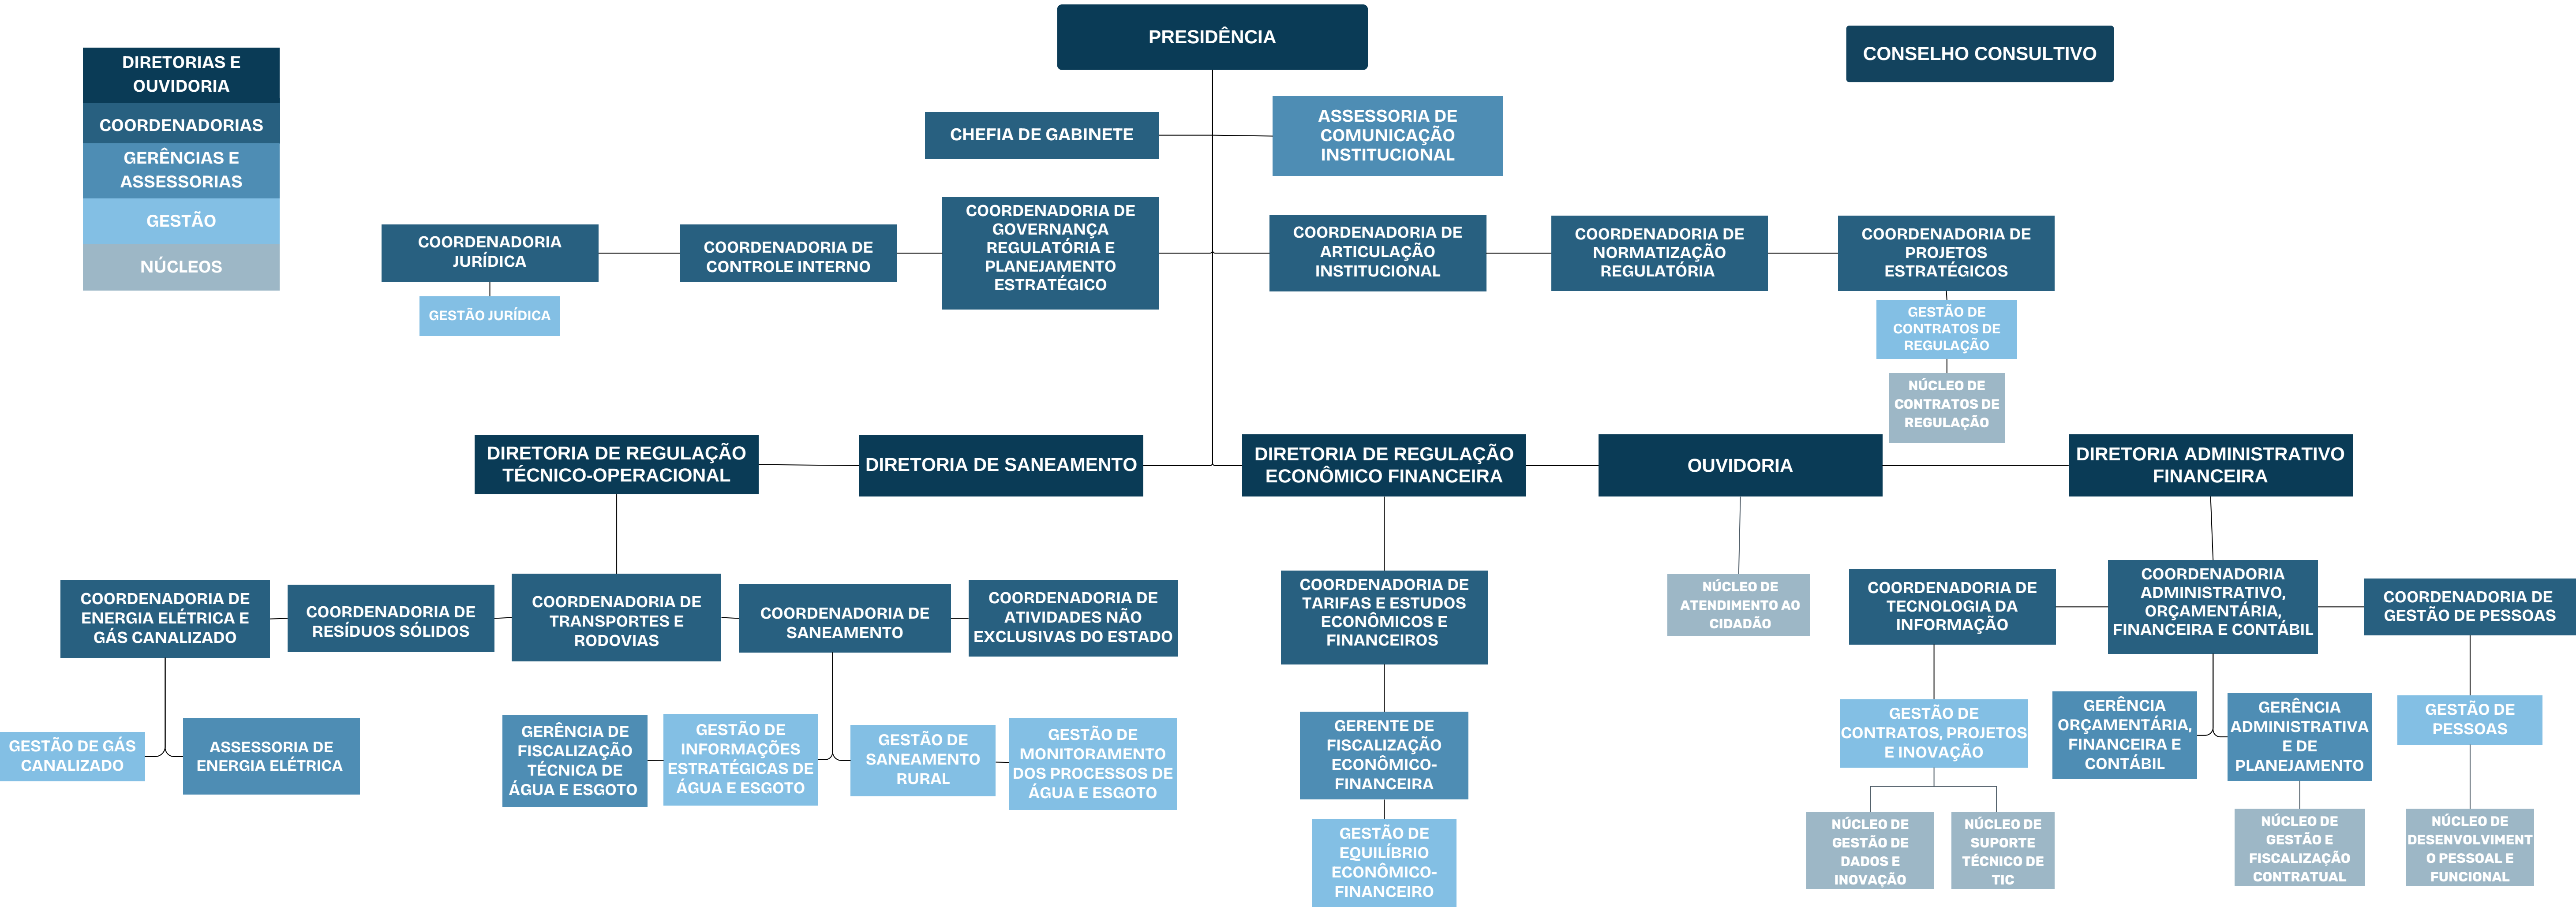 PRESIDÊNCIA
CONSELHO CONSULTIVO
DIRETORIAS E
OUVIDORIA
COORDENADORIAS
GERÊNCIAS E
ASSESSORIAS
GESTÃO
NÚCLEOS
CHEFIA DE GABINETE
ASSESSORIA DE
COMUNICAÇÃO
INSTITUCIONAL
COORDENADORIA
JURÍDICA
GESTÃO JURÍDICA
COORDENADORIA DE
CONTROLE INTERNO
COORDENADORIA DE
GOVERNANÇA
REGULATÓRIA E
PLANEJAMENTO
ESTRATÉGICO
COORDENADORIA DE
ARTICULAÇÃO
INSTITUCIONAL
COORDENADORIA DE
NORMATIZAÇÃO
REGULATÓRIA
COORDENADORIA DE
PROJETOS
ESTRATÉGICOS
GESTÃO DE
CONTRATOS DE
REGULAÇÃO
NÚCLEO DE
CONTRATOS DE
REGULAÇÃO
DIRETORIA DE REGULAÇÃO
TÉCNICO-OPERACIONAL
DIRETORIA DE SANEAMENTO
DIRETORIA DE REGULAÇÃO
ECONÔMICO FINANCEIRA
OUVIDORIA
DIRETORIA ADMINISTRATIVO
FINANCEIRA
COORDENADORIA DE
ENERGIA ELÉTRICA E
GÁS CANALIZADO
COORDENADORIA DE
RESÍDUOS SÓLIDOS
COORDENADORIA DE
TRANSPORTES E
RODOVIAS
COORDENADORIA DE
SANEAMENTO
COORDENADORIA DE
ATIVIDADES NÃO
EXCLUSIVAS DO ESTADO
COORDENADORIA DE
TARIFAS E ESTUDOS
ECONÔMICOS E
FINANCEIROS
NÚCLEO DE
ATENDIMENTO AO
CIDADÃO
COORDENADORIA DE
TECNOLOGIA DA
INFORMAÇÃO
COORDENADORIA
ADMINISTRATIVO,
ORÇAMENTÁRIA,
FINANCEIRA E CONTÁBIL
COORDENADORIA DE
GESTÃO DE PESSOAS
GESTÃO DE GÁS
CANALIZADO
ASSESSORIA DE
ENERGIA ELÉTRICA
GERÊNCIA DE
FISCALIZAÇÃO
TÉCNICA DE
ÁGUA E ESGOTO
GESTÃO DE
INFORMAÇÕES
ESTRATÉGICAS DE
ÁGUA E ESGOTO
GESTÃO DE
SANEAMENTO
RURAL
GESTÃO DE
MONITORAMENTO
DOS PROCESSOS DE
ÁGUA E ESGOTO
GERENTE DE
FISCALIZAÇÃO
ECONÔMICO-
FINANCEIRA
GESTÃO DE
EQUILÍBRIO
ECONÔMICO-
FINANCEIRO
GESTÃO DE
CONTRATOS, PROJETOS
E INOVAÇÃO
NÚCLEO DE
GESTÃO DE
DADOS E
INOVAÇÃO
NÚCLEO DE
SUPORTE
TÉCNICO DE
TIC
GERÊNCIA
ORÇAMENTÁRIA,
FINANCEIRA E
CONTÁBIL
GERÊNCIA
ADMINISTRATIVA
E DE
PLANEJAMENTO
NÚCLEO DE
GESTÃO E
FISCALIZAÇÃO
CONTRATUAL
GESTÃO DE
PESSOAS
NÚCLEO DE
DESENVOLVIMENT
O PESSOAL E
FUNCIONAL